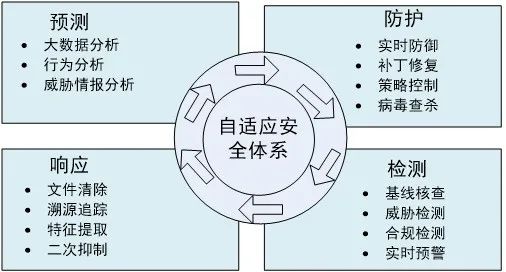 预测
• 大数据分析
• 行为分析
• 威胁情报分析
防护
• 实时防御
• 补丁修复
• 策略控制
• 病毒查杀
自适应安
全体系
响应
• 文件清除
• 溯源追踪
• 特征提取
• 二次抑制
检测
• 基线核查
• 威胁检测
• 合规检测
• 实时预警